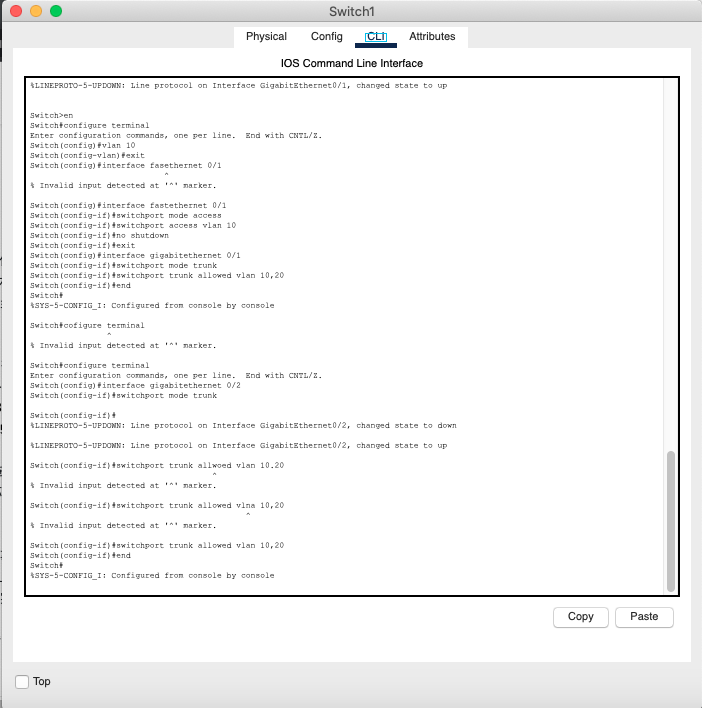 Switch1
Physical Config CLI Attributes
IOS Command Line Interface
%LINEPROTO-5-UPDOWN: Line protocol on Interface GigabitEthernet0/1, changed state to up
Switch>en
Switch#configure terminal
Enter configuration commands, one per line.  End with CNTL/Z.
Switch(config)#vlan 10
Switch(config-vlan)#exit
Switch(config)#interface fasethernet 0/1
^
% Invalid input detected at '^' marker.
Switch(config)#interface fastethernet 0/1
Switch(config-if)#switchport mode access
Switch(config-if)#switchport access vlan 10
Switch(config-if)#no shutdown
Switch(config-if)#exit
Switch(config)#interface gigabitethernet 0/1
Switch(config-if)#switchport mode trunk
Switch(config-if)#switchport trunk allowed vlan 10,20
Switch(config-if)#end
Switch#
%SYS-5-CONFIG_I: Configured from console by console
Switch#cofigure terminal
^
% Invalid input detected at '^' marker.
Switch#configure terminal
Enter configuration commands, one per line.  End with CNTL/Z.
Switch(config)#interface gigabitethernet 0/2
Switch(config-if)#switchport mode trunk
Switch(config-if)#
%LINEPROTO-5-UPDOWN: Line protocol on Interface GigabitEthernet0/2, changed state to down
%LINEPROTO-5-UPDOWN: Line protocol on Interface GigabitEthernet0/2, changed state to up
Switch(config-if)#switchport trunk allwoed vlan 10.20
^
% Invalid input detected at '^' marker.
Switch(config-if)#switchport trunk allowed vlna 10,20
^
% Invalid input detected at '^' marker.
Switch(config-if)#switchport trunk allowed vlan 10,20
Switch(config-if)#end
Switch#
%SYS-5-CONFIG_I: Configured from console by console
Copy Paste
Top